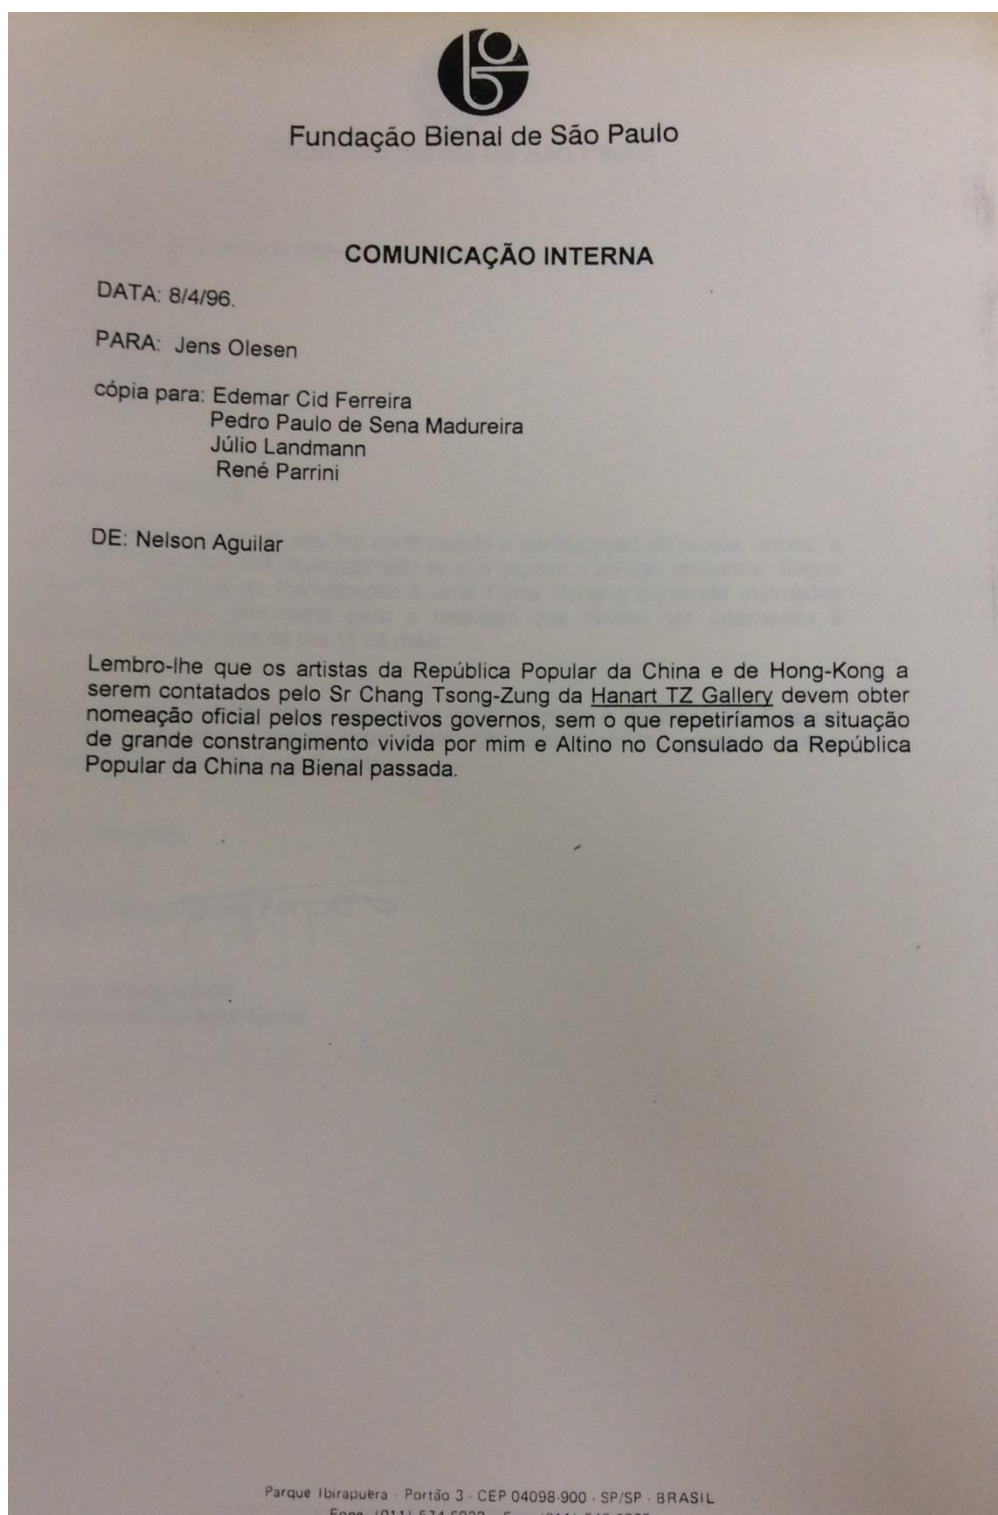 Fundação Bienal de São Paulo
COMUNICAÇÃO INTERNA
DATA: 8/4/96.
PARA: Jens Olesen
cópia para: Edemar Cid Ferreira
Pedro Paulo de Sena Madureira
Júlio Landmann
René Parrini
DE: Nelson Aguilar
Lembro-lhe que os artistas da República Popular da China e de Hong-Kong a
serem contatados pelo Sr Chang Tsong-Zung da Hanart TZ Gallery devem obter
nomeação oficial pelos respectivos governos, sem o que repetiríamos a situação
de grande constrangimento vivida por mim e Altino no Consulado da República
Popular da China na Bienal passada.
Parque Ibirapuera - Portão 3 - CEP 04098-900 - SP/SP - BRASIL